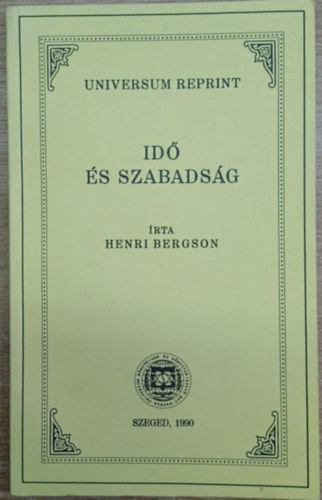 UNIVERSUM REPRINT
IDŐ
ÉS SZABADSÁG
ÍRTA
HENRI BERGSON
SZEGED, 1990